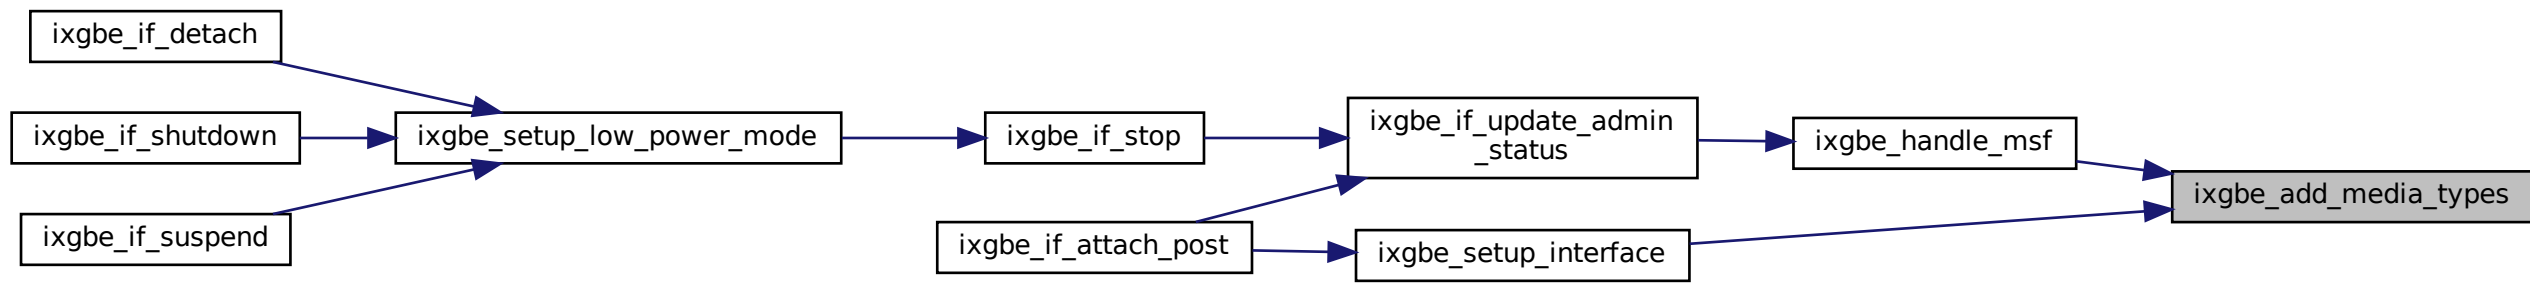 ixgbe_if_detach
ixgbe_if_shutdown
ixgbe_if_suspend
ixgbe_setup_low_power_mode
ixgbe_if_stop
ixgbe_if_attach_post
ixgbe_if_update_admin
_status
ixgbe_setup_interface
ixgbe_handle_msf
ixgbe_add_media_types